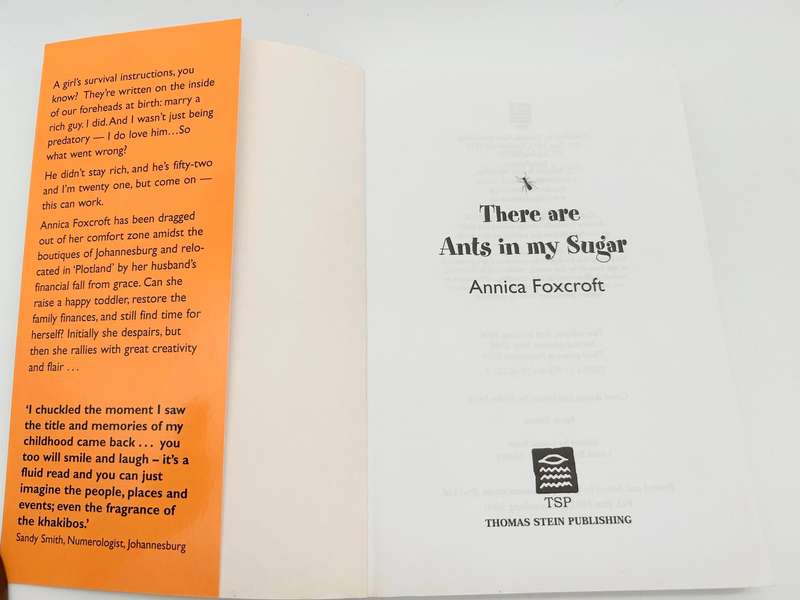 A girl's survival instructions, you
know? They're written on the inside
of our foreheads at birth: marry a
rich guy. I did. And I wasn't just being
predatory — I do love him…So
what went wrong?
He didn't stay rich, and he's fifty-two
and I'm twenty one, but come on —
this can work.
Annica Foxcroft has been dragged
out of her comfort zone amidst the
boutiques of Johannesburg and relo-
cated in 'Plotland' by her husband's
financial fall from grace. Can she
raise a happy toddler, restore the
family finances, and still find time for
herself? Initially she despairs, but
then she rallies with great creativity
and flair . . .
'I chuckled the moment I saw
the title and memories of my
childhood came back . . . you
too will smile and laugh – it's a
fluid read and you can just
imagine the people, places and
events; even the fragrance of
the khakibos.'
Sandy Smith, Numerologist, Johannesburg
There are
Ants in my Sugar
Annica Foxcroft
TSP
THOMAS STEIN PUBLISHING